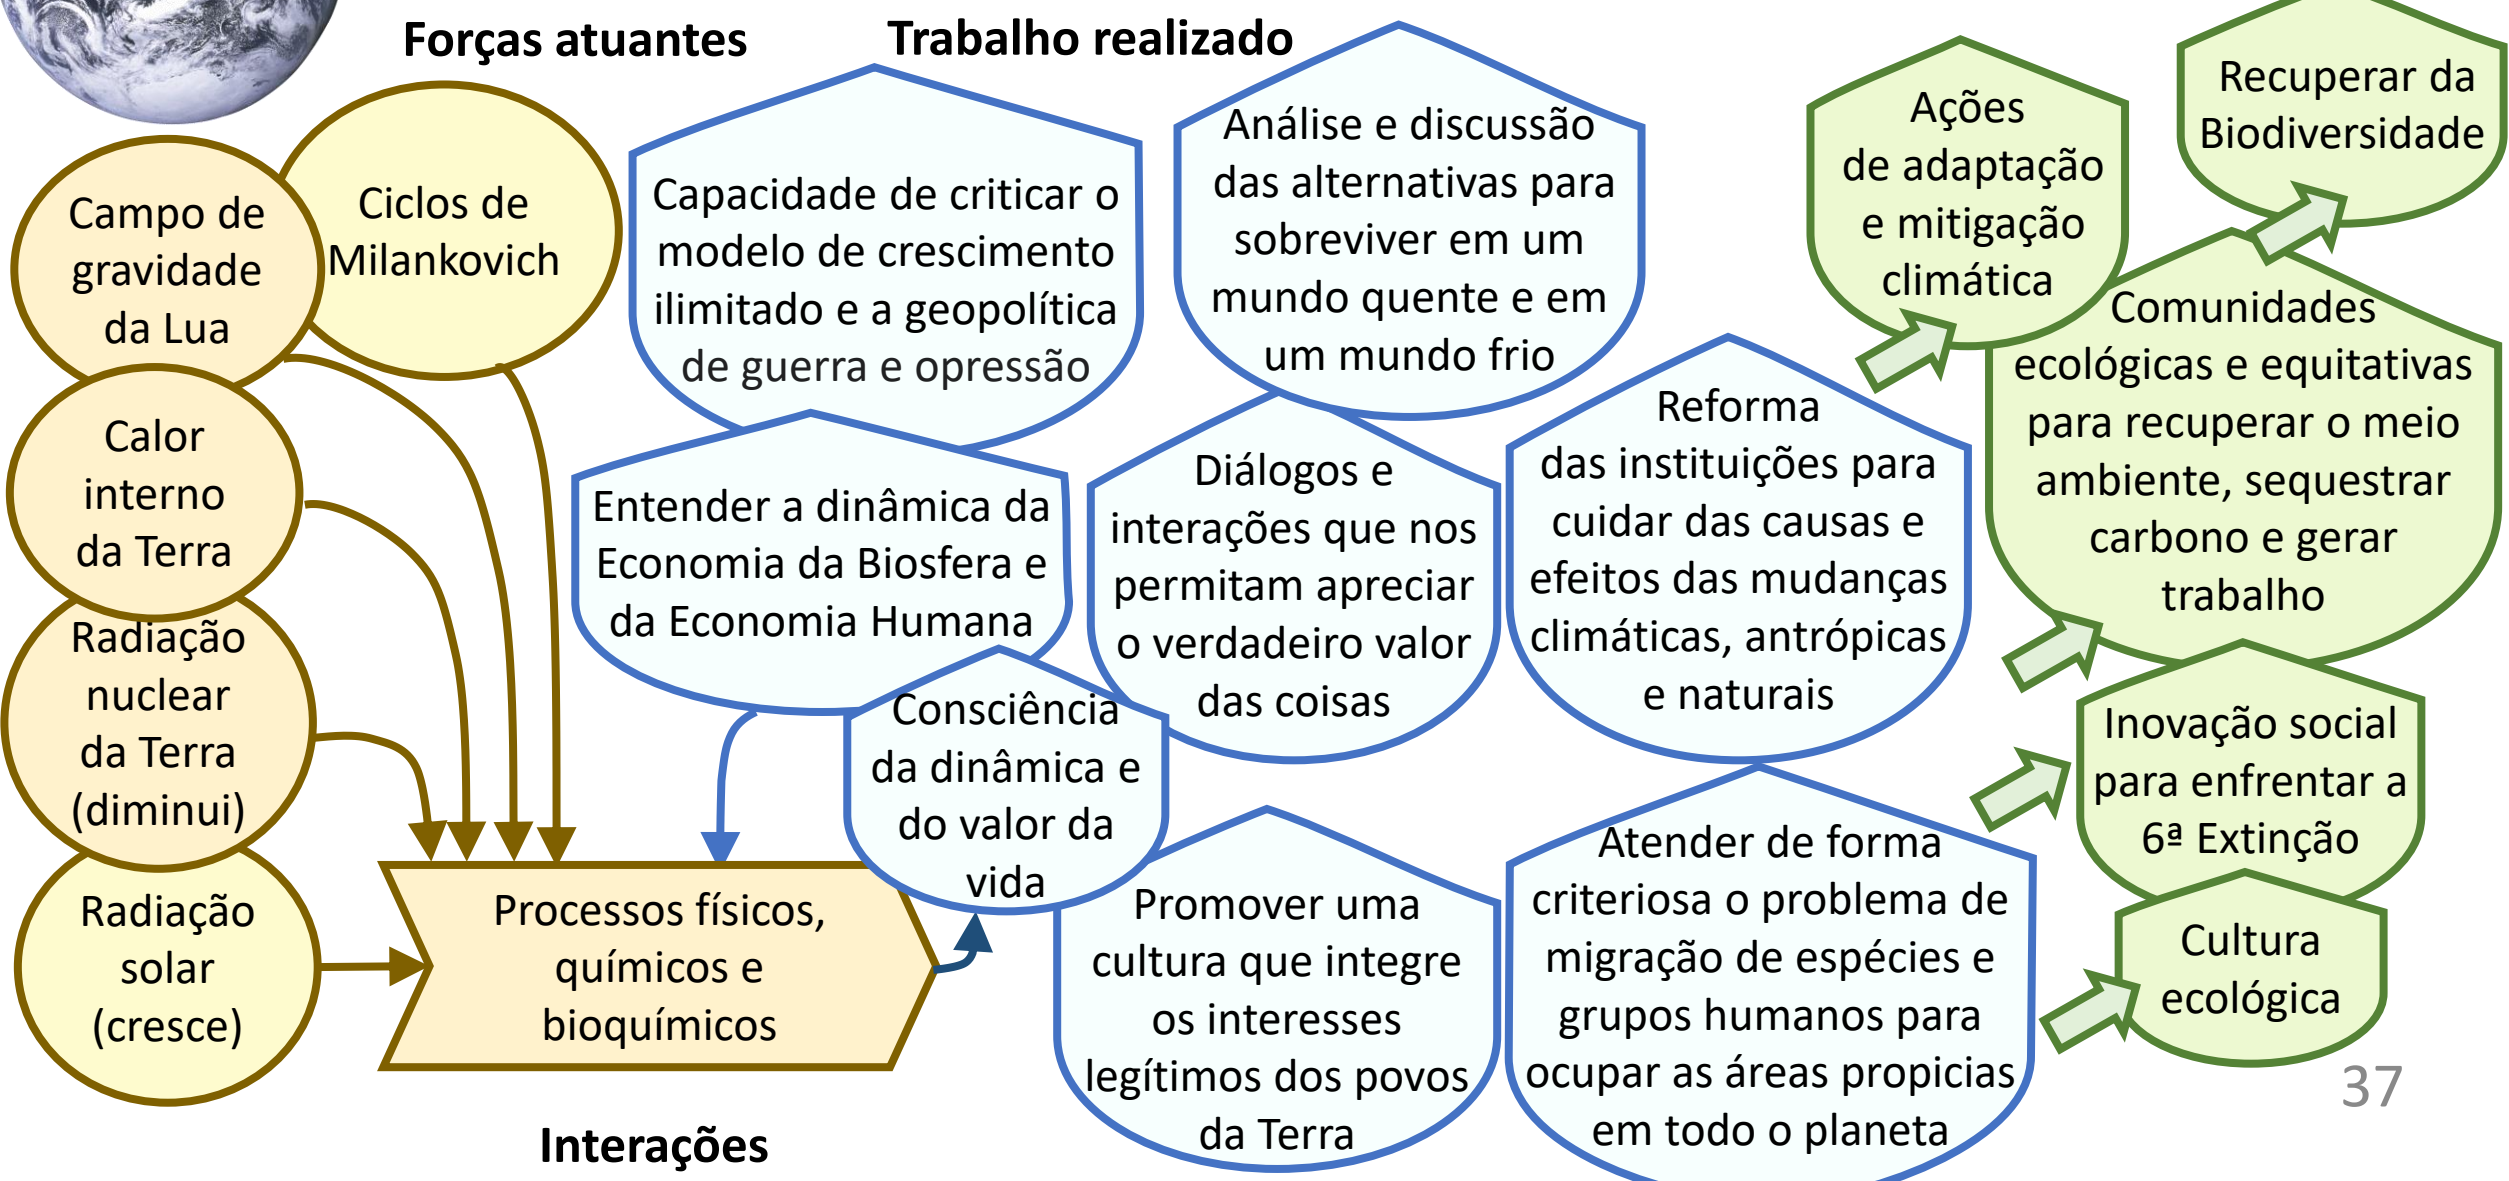 Forças atuantes
Trabalho realizado
Campo de
gravidade
da Lua
Ciclos de
Milankovich
Calor
interno
da Terra
Radiação
nuclear
da Terra
(diminui)
Radiação
solar
(cresce)
Processos físicos,
químicos e
bioquímicos
Interações
Capacidade de criticar o
modelo de crescimento
ilimitado e a geopolítica
de guerra e opressão
Entender a dinâmica da
Economia da Biosfera e
da Economia Humana
Consciência
da dinâmica e
do valor da
vida
Análise e discussão
das alternativas para
sobreviver em um
mundo quente e em
um mundo frio
Diálogos e
interações que nos
permitam apreciar
o verdadeiro valor
das coisas
Promover uma
cultura que integre
os interesses
legítimos dos povos
da Terra
Reforma
das instituições para
cuidar das causas e
efeitos das mudanças
climáticas, antrópicas
e naturais
Atender de forma
criteriosa o problema de
migração de espécies e
grupos humanos para
ocupar as áreas propicias
em todo o planeta
Ações
de adaptação
e mitigação
climática
Recuperar da
Biodiversidade
Comunidades
ecológicas e equitativas
para recuperar o meio
ambiente, sequestrar
carbono e gerar
trabalho
Inovação social
para enfrentar a
6ª Extinção
Cultura
ecológica
37